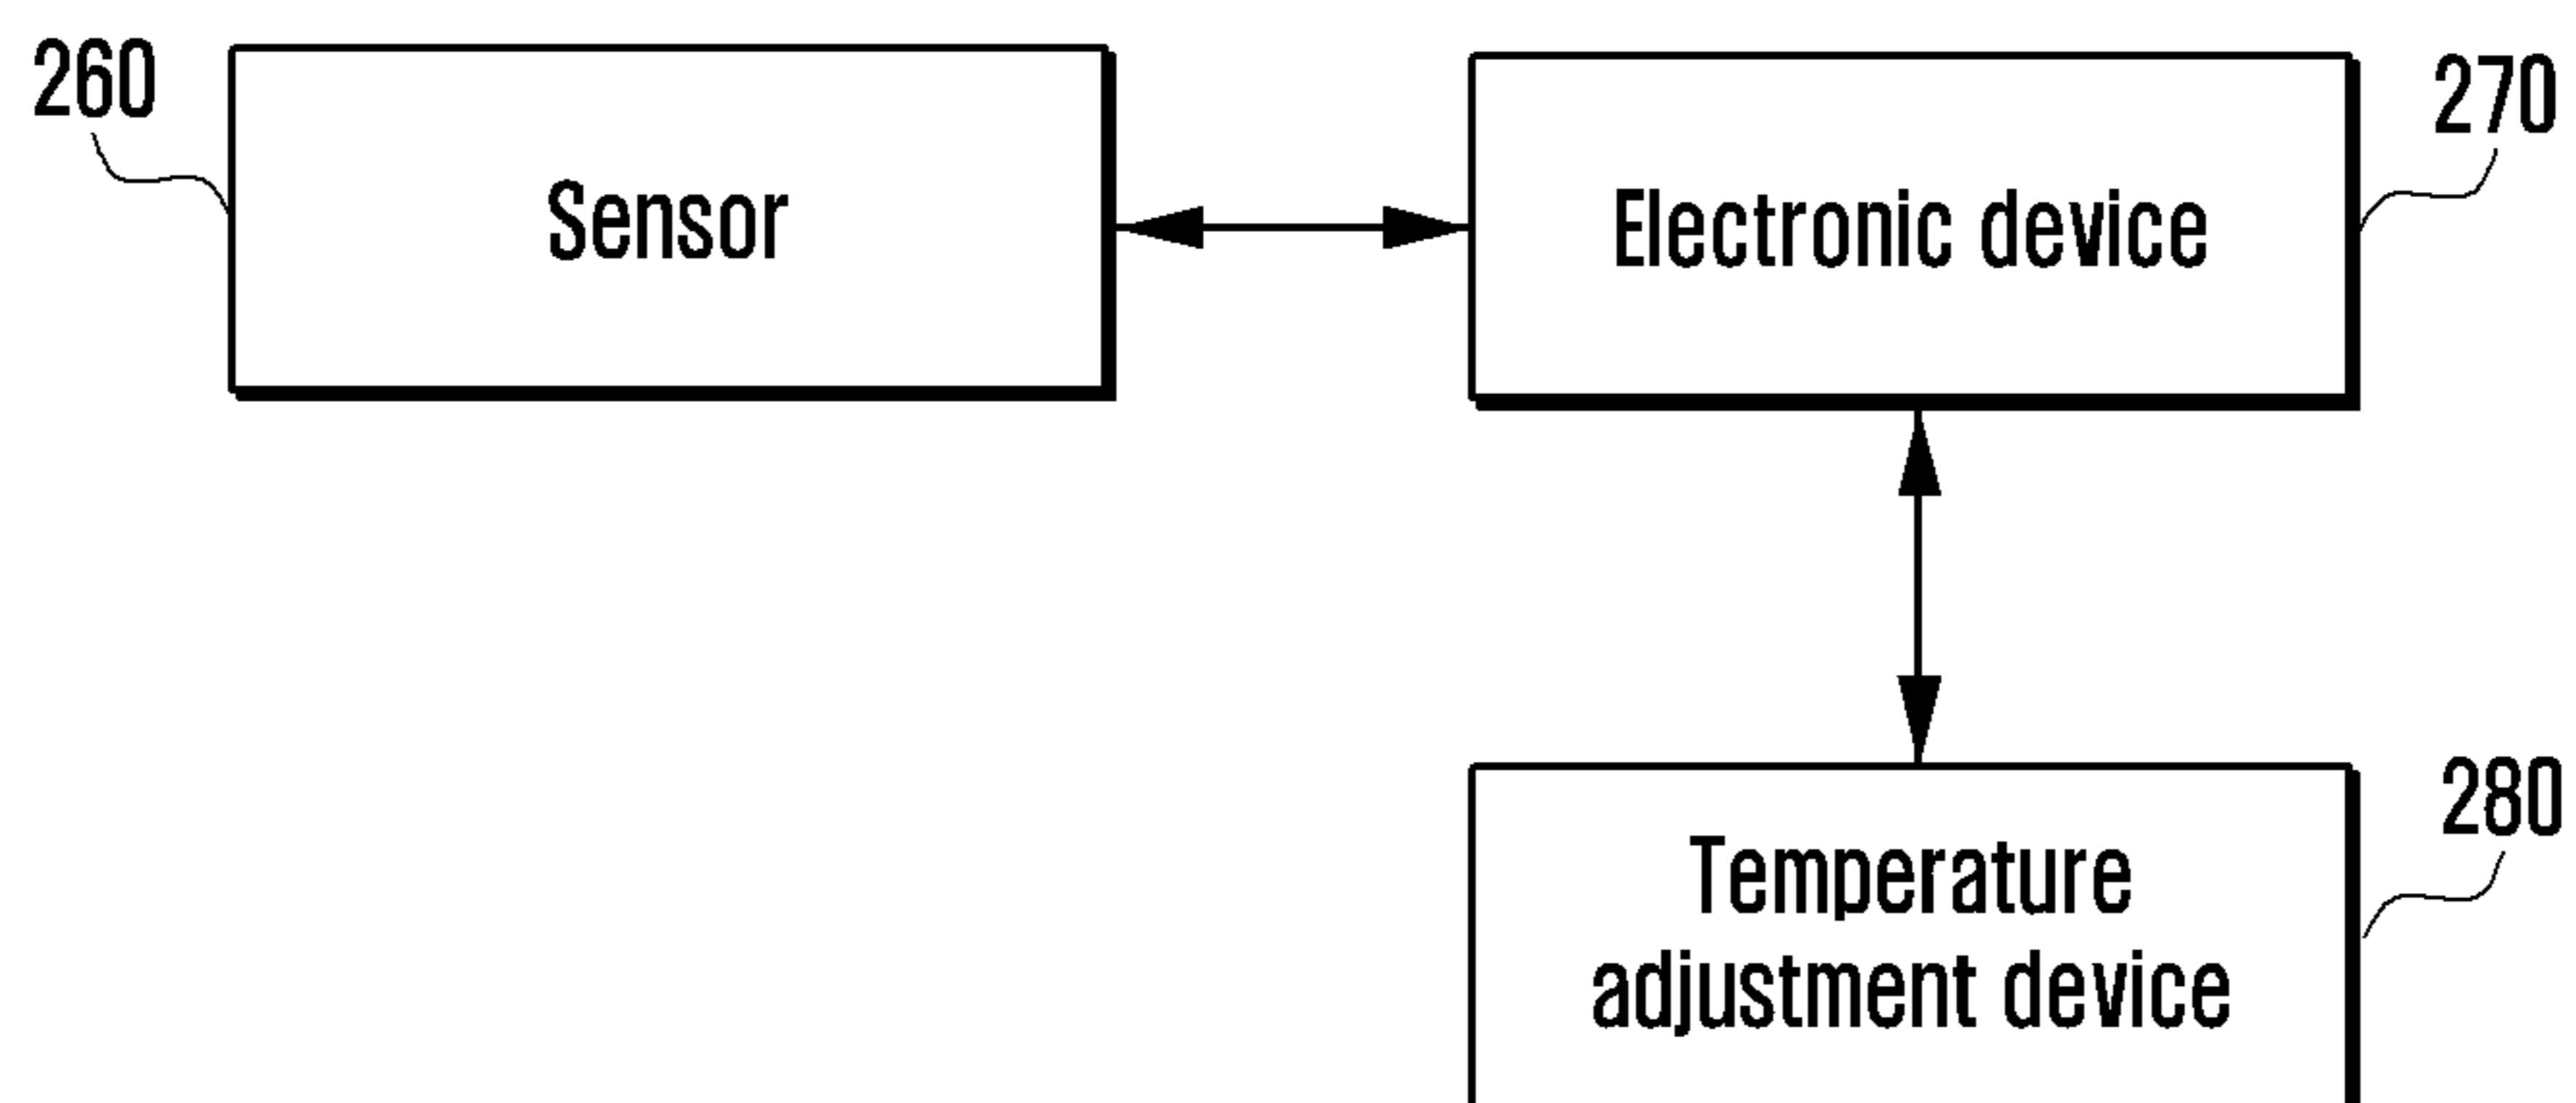 260
Sensor
Electronic device
270
Temperature
adjustment device
280